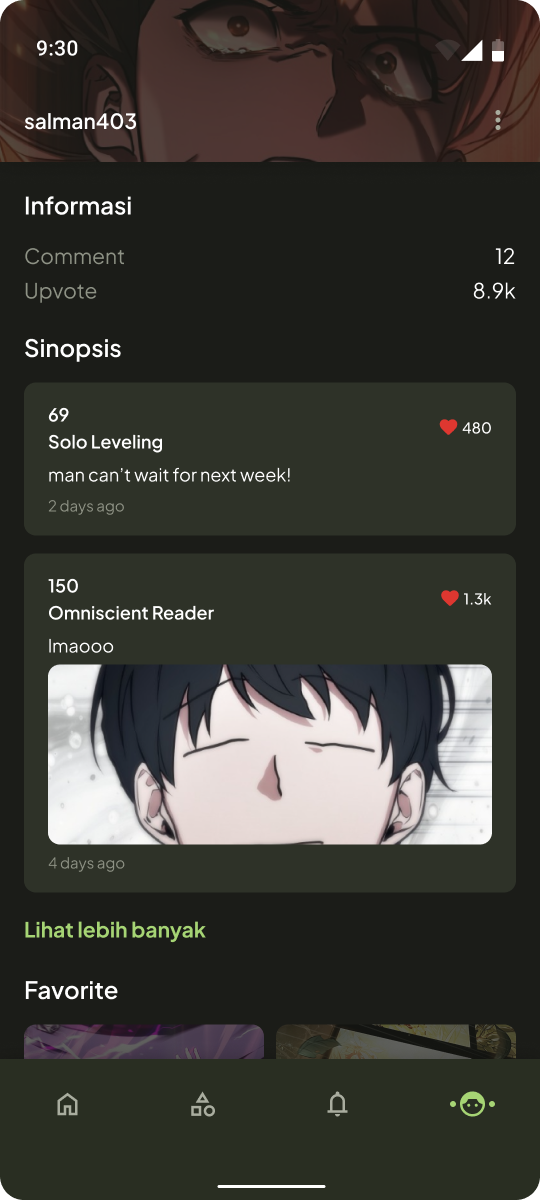 9:30
salman403
Informasi
Comment 12
Upvote 8.9k
Sinopsis
69
Solo Leveling
480
man can't wait for next week!
2 days ago
150
Omniscient Reader
1.3k
lmaooo
4 days ago
Lihat lebih banyak
Favorite